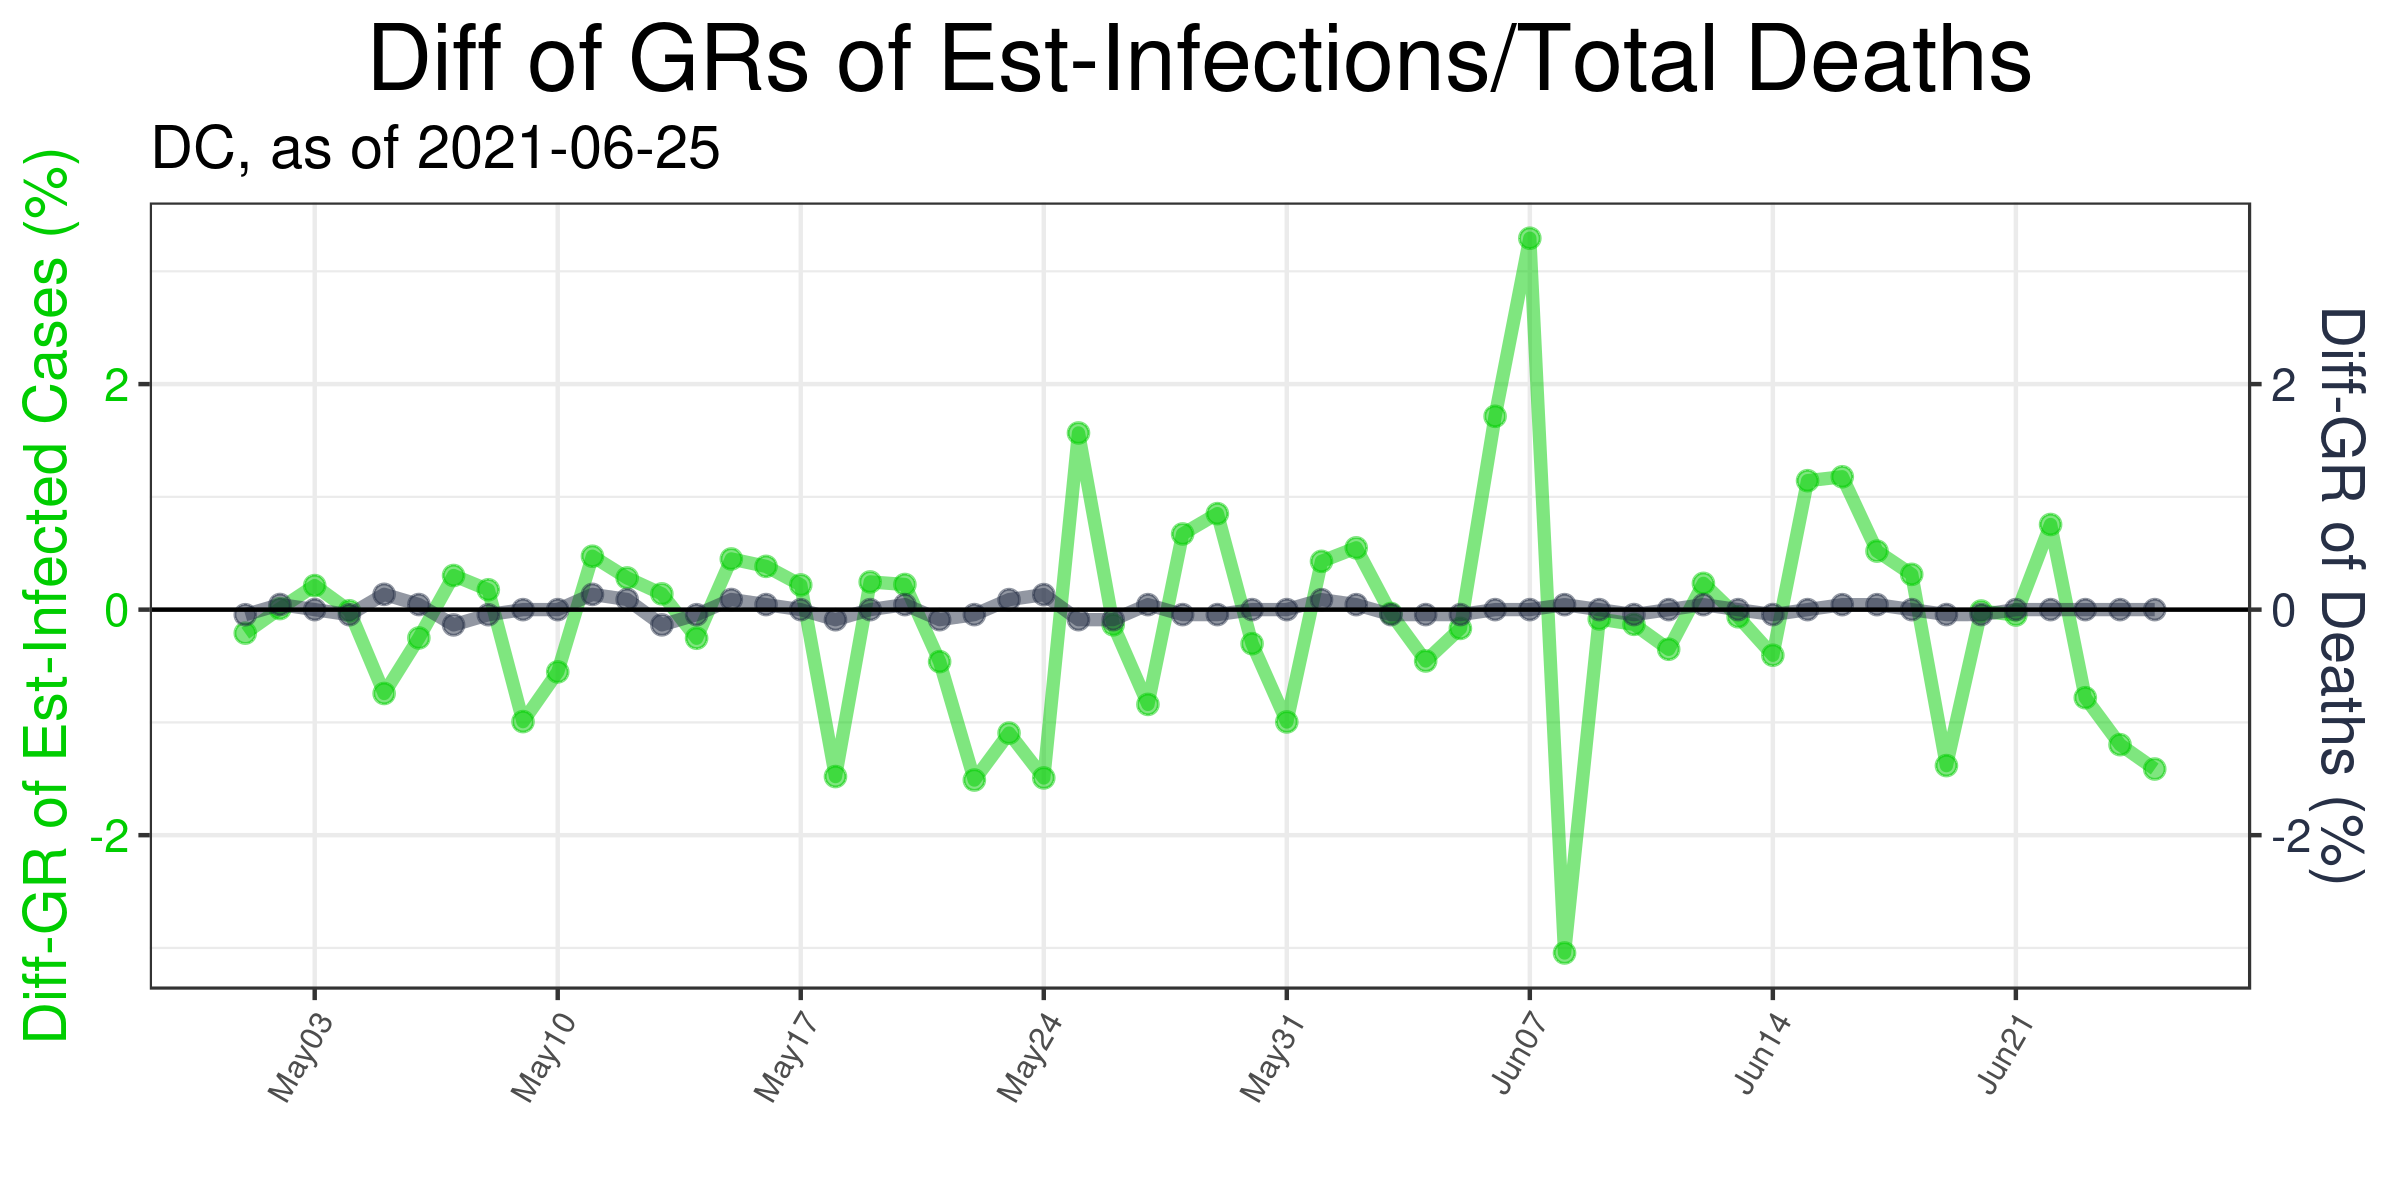 Diff of GRs of Est-Infections/Total Deaths
DC, as of 2021-06-25
Diff-GR of Est-Infected Cases (%)
2
0
-2
2
0
-2
Diff-GR of Deaths (%)
May03
May10
May17
May24
May31
Jun07
Jun14
Jun21